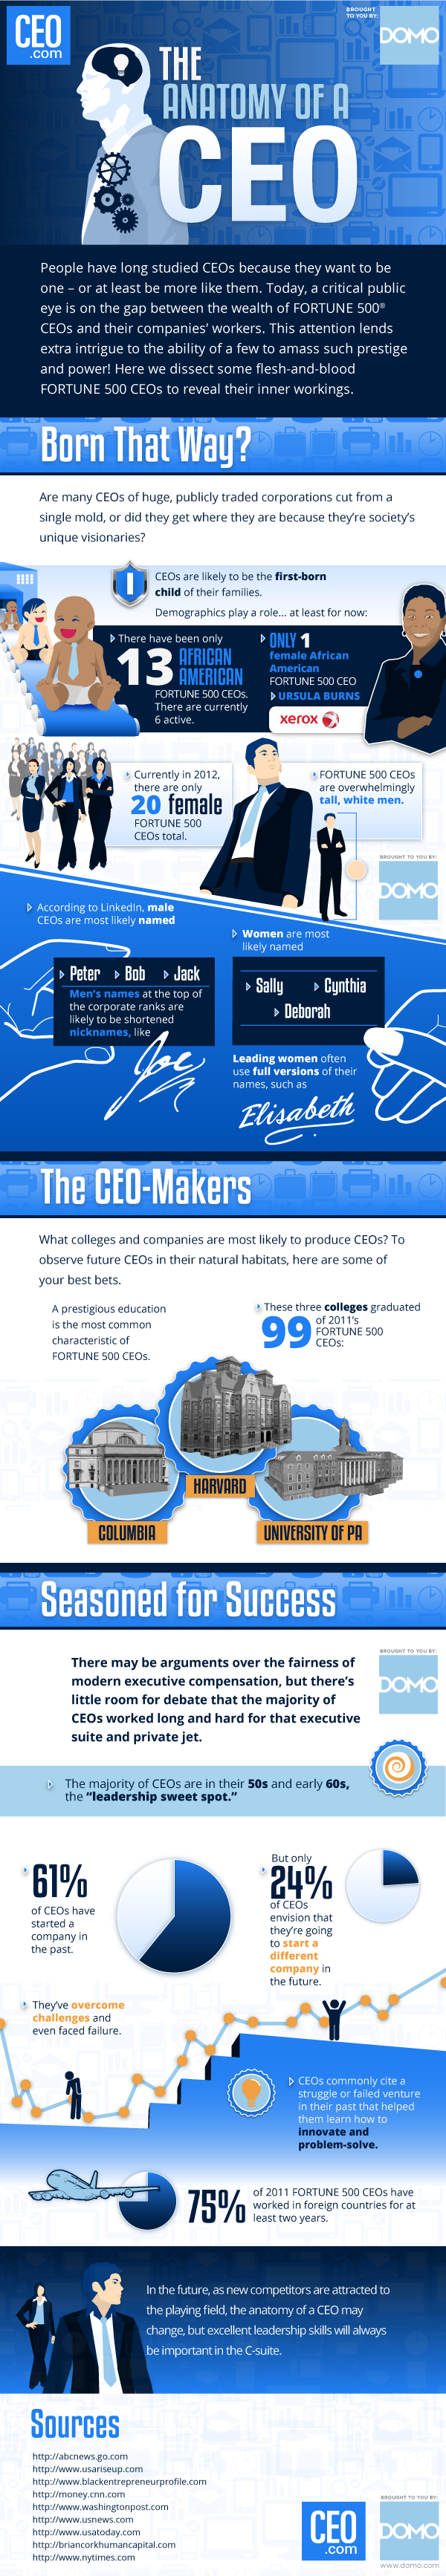 CEO
.com
BROUGHT
TO YOU BY:
DOMO
THE
ANATOMY OF A
CEO
People have long studied CEOs because they want to be
one – or at least be more like them. Today, a critical public
eye is on the gap between the wealth of FORTUNE 500®
CEOs and their companies' workers. This attention lends
extra intrigue to the ability of a few to amass such prestige
and power! Here we dissect some flesh-and-blood
FORTUNE 500 CEOs to reveal their inner workings.
Born That Way?
Are many CEOs of huge, publicly traded corporations cut from a
single mold, or did they get where they are because they're society's
unique visionaries?
1
CEOs are likely to be the first-born
child of their families.
Demographics play a role... at least for now:
There have been only
13 AFRICAN
AMERICAN
FORTUNE 500 CEOs.
There are currently
6 active.
ONLY 1
female African
American
FORTUNE 500 CEO
URSULA BURNS
xerox
Currently in 2012,
there are only
20 female
FORTUNE 500
CEOs total.
FORTUNE 500 CEOs
are overwhelmingly
tall, white men.
BROUGHT TO YOU BY:
DOMO
According to LinkedIn, male
CEOs are most likely named
Peter Bob Jack
Men's names at the top of
the corporate ranks are
likely to be shortened
nicknames, like
Joe
Women are most
likely named
Sally Cynthia
Deborah
Leading women often
use full versions of their
names, such as
Elisabeth
The CEO-Makers
What colleges and companies are most likely to produce CEOs? To
observe future CEOs in their natural habitats, here are some of
your best bets.
A prestigious education
is the most common
characteristic of
FORTUNE 500 CEOs.
These three colleges graduated
99 of 2011's
FORTUNE 500
CEOs:
COLUMBIA
HARVARD
UNIVERSITY OF PA
Seasoned for Success
There may be arguments over the fairness of
modern executive compensation, but there's
little room for debate that the majority of
CEOs worked long and hard for that executive
suite and private jet.
BROUGHT TO YOU BY:
DOMO
The majority of CEOs are in their 50s and early 60s,
the "leadership sweet spot."
61%
of CEOs have
started a
company in
the past.
But only
24%
of CEOs
envision that
they're going
to start a
different
company in
the future.
They've overcome
challenges and
even faced failure.
CEOs commonly cite a
struggle or failed venture
in their past that helped
them learn how to
innovate and
problem-solve.
75%
of 2011 FORTUNE 500 CEOs have
worked in foreign countries for at
least two years.
In the future, as new competitors are attracted to
the playing field, the anatomy of a CEO may
change, but excellent leadership skills will always
be important in the C-suite.
Sources
http://abcnews.go.com
http://www.usariseup.com
http://www.blackentrepreneurprofile.com
http://money.cnn.com
http://www.washingtonpost.com
http://www.usnews.com
http://www.usatoday.com
http://briancorkhumancapital.com
http://www.nytimes.com
CEO
.com
BROUGHT TO YOU BY:
DOMO
www.domo.com